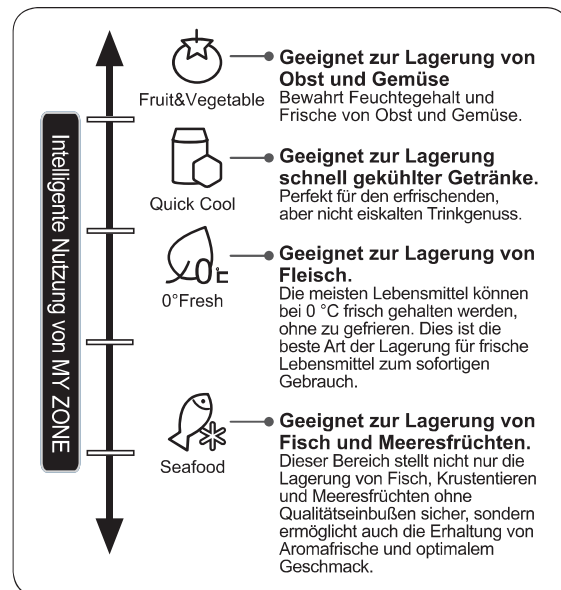 Intelligente Nutzung von MY ZONE
Fruit&Vegetable
Geeignet zur Lagerung von
Obst und Gemüse
Bewahrt Feuchtegehalt und
Frische von Obst und Gemüse.
Quick Cool
Geeignet zur Lagerung
schnell gekühlter Getränke.
Perfekt für den erfrischenden,
aber nicht eiskalten Trinkgenuss.
0℃
0°Fresh
Geeignet zur Lagerung von
Fleisch.
Die meisten Lebensmittel können
bei 0 °C frisch gehalten werden,
ohne zu gefrieren. Dies ist die
beste Art der Lagerung für frische
Lebensmittel zum sofortigen
Gebrauch.
Seafood
Geeignet zur Lagerung von
Fisch und Meeresfrüchten.
Dieser Bereich stellt nicht nur die
Lagerung von Fisch, Krustentieren
und Meeresfrüchten ohne
Qualitätseinbußen sicher, sondern
ermöglicht auch die Erhaltung von
Aromafrische und optimalem
Geschmack.